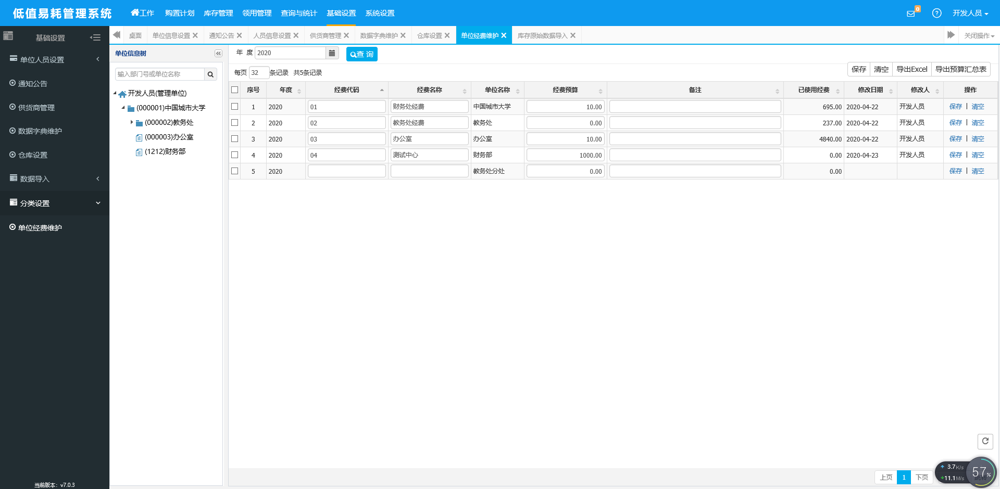 低值易耗管理系统 工作 购置计划 库存管理 领用管理 查询与统计 基础设置 系统设置 0 开发人员
基础设置
桌面 单位信息设置 通知公告 人员信息设置 供货商管理 数据字典维护 仓库设置 单位经费维护 库存原始数据导入 关闭操作
单位人员设置
通知公告
供货商管理
数据字典维护
仓库设置
数据导入
分类设置
单位经费维护
当前版本：v7.0.3
单位信息树
输入部门号或单位名称
开发人员(管理单位)
(000001)中国城市大学
(000002)教务处
(000003)办公室
(1212)财务部
年 度 2020 查 询
每页 32 条记录 共5条记录 保存 清空 导出Excel 导出预算汇总表
序号 年度 经费代码 经费名称 单位名称 经费预算 备注 已使用经费 修改日期 修改人 操作
1 2020 01 财务处经费 中国城市大学 10.00 695.00 2020-04-22 开发人员 保存 | 清空
2 2020 02 教务处经费 教务处 0.00 237.00 2020-04-22 开发人员 保存 | 清空
3 2020 03 办公室 办公室 10.00 4840.00 2020-04-22 开发人员 保存 | 清空
4 2020 04 测试中心 财务部 1000.00 0.00 2020-04-23 开发人员 保存 | 清空
5 2020 教务处分处 0.00 0.00 保存 | 清空
上页 1 下页
3.7K/s
11.1M/s
57%